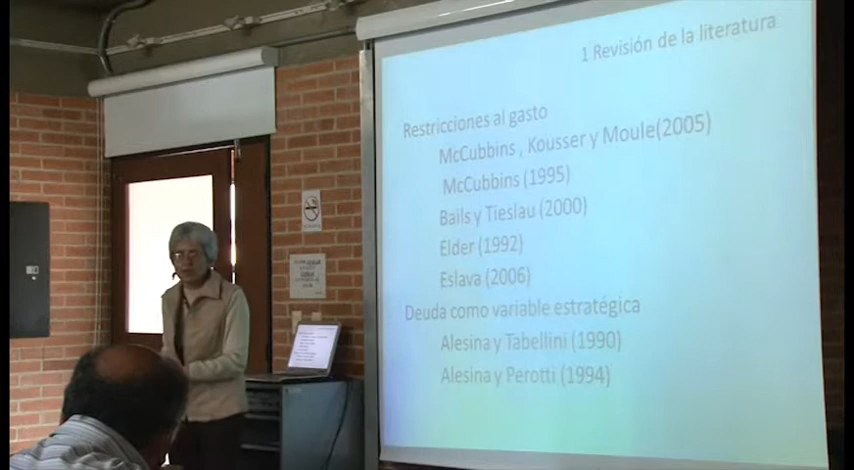 1 Revisión de la literatura
Restricciones al gasto
McCubbins , Kousser y Moule(2005)
McCubbins (1995)
Bails y Tieslau (2000)
Elder (1992)
Eslava (2006)
Deuda como variable estratégica
Alesina y Tabellini (1990)
Alesina y Perotti (1994)